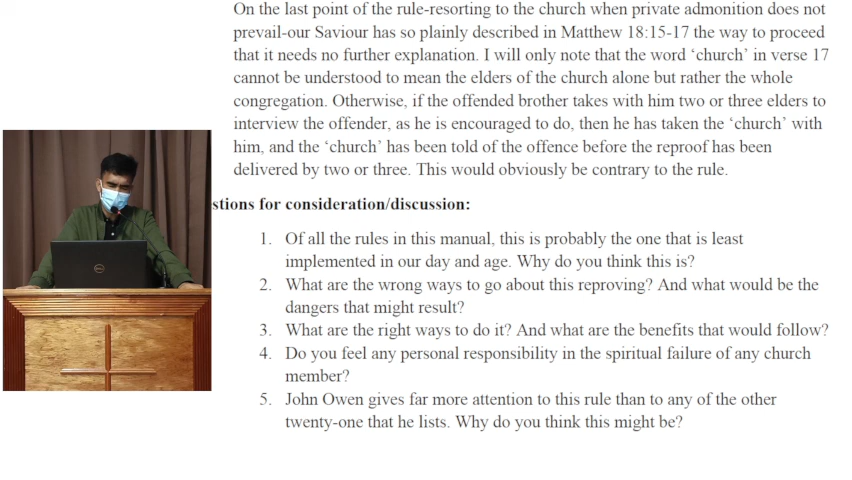 On the last point of the rule-resorting to the church when private admonition does not
prevail-our Saviour has so plainly described in Matthew 18:15-17 the way to proceed
that it needs no further explanation. I will only note that the word ‘church’ in verse 17
cannot be understood to mean the elders of the church alone but rather the whole
congregation. Otherwise, if the offended brother takes with him two or three elders to
interview the offender, as he is encouraged to do, then he has taken the ‘church’ with
him, and the ‘church’ has been told of the offence before the reproof has been
delivered by two or three. This would obviously be contrary to the rule.
stions for consideration/discussion:
1. Of all the rules in this manual, this is probably the one that is least
implemented in our day and age. Why do you think this is?
2. What are the wrong ways to go about this reproving? And what would be the
dangers that might result?
3. What are the right ways to do it? And what are the benefits that would follow?
4. Do you feel any personal responsibility in the spiritual failure of any church
member?
5. John Owen gives far more attention to this rule than to any of the other
twenty-one that he lists. Why do you think this might be?